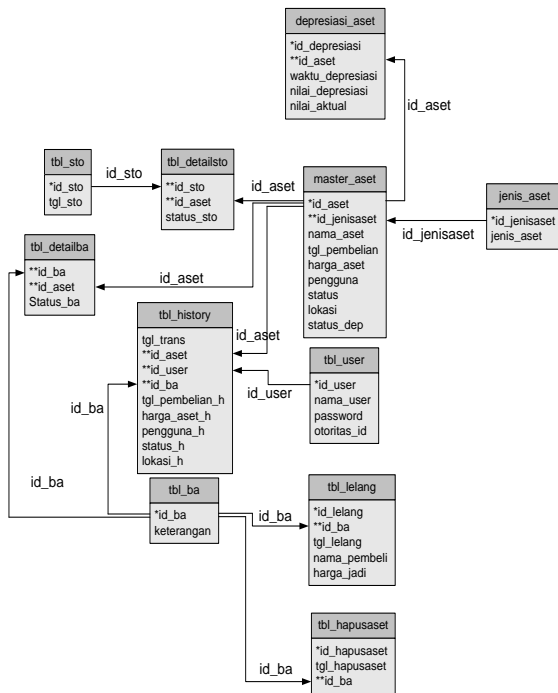 depresiasi_aset
*id_depresiasi
**id_aset
waktu_depresiasi
nilai_depresiasi
nilai_aktual
id_aset
tbl_sto
*id_sto
tgl_sto
id_sto
tbl_detailsto
**id_sto
**id_aset
status_sto
id_aset
master_aset
*id_aset
**id_jenisaset
nama_aset
tgl_pembelian
harga_aset
pengguna
status
lokasi
status_dep
id_jenisaset
jenis_aset
*id_jenisaset
jenis_aset
tbl_detailba
**id_ba
**id_aset
Status_ba
id_aset
tbl_history
tgl_trans
**id_aset
**id_user
**id_ba
tgl_pembelian_h
harga_aset_h
pengguna_h
status_h
lokasi_h
id_aset
id_user
tbl_user
*id_user
nama_user
password
otoritas_id
id_ba
id_ba
tbl_ba
*id_ba
keterangan
id_ba
tbl_lelang
*id_lelang
**id_ba
tgl_lelang
nama_pembeli
harga_jadi
id_ba
tbl_hapusaset
*id_hapusaset
tgl_hapusaset
**id_ba